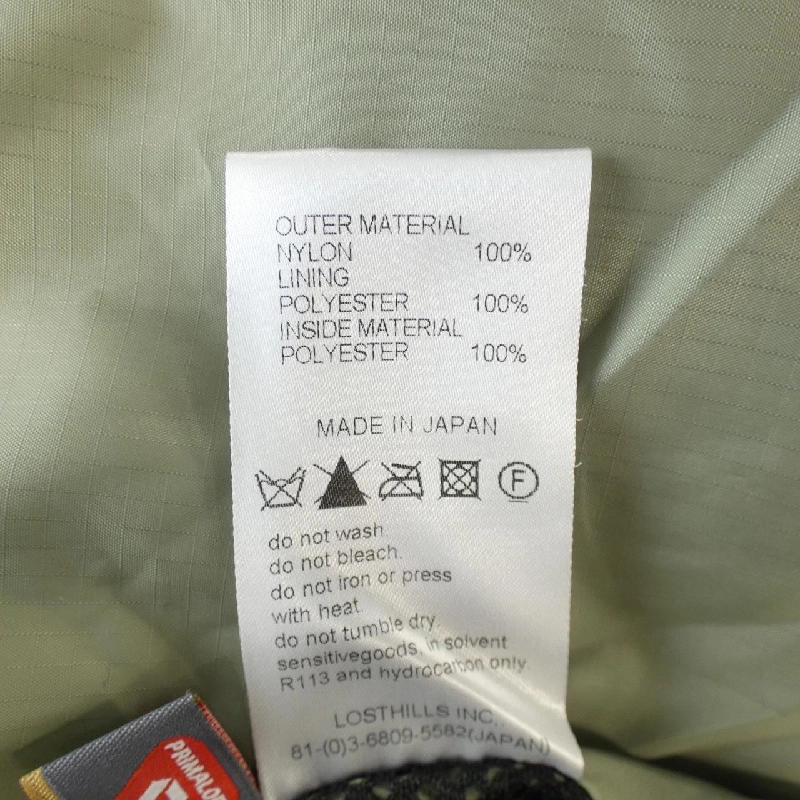 OUTER MATERIAL
NYLON 100%
LINING
POLYESTER 100%
INSIDE MATERIAL
POLYESTER 100%
MADE IN JAPAN
F
do not wash
do not bleach.
do not iron or press
with heat
do not tumble dry.
sensitivegoods, in solvent
R113 and hydrocarbon only.
LOSTHILLS INC.
81-(0)3-6809-5582(JAPAN)